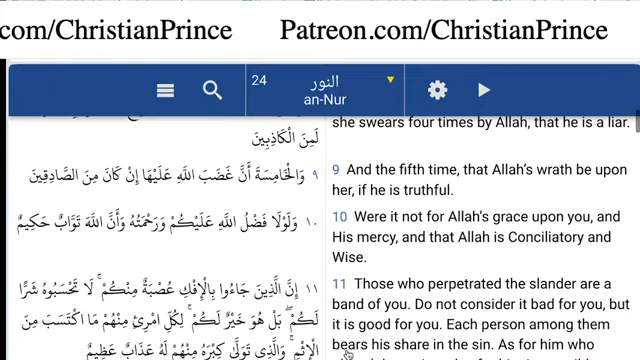 com/ChristianPrince
Patreon.com/ChristianPrince
24
النور
an-Nur
لَمِنَ الْكَاذِبِينَ
٩ وَالْخَامِسَةَ أَنَّ غَضَبَ اللَّهِ عَلَيْهَا إِنْ كَانَ مِنَ الصَّادِقِينَ
١٠ وَلَوْلَا فَضْلُ اللَّهِ عَلَيْكُمْ وَرَحْمَتُهُ وَأَنَّ اللَّهَ تَوَّابٌ حَكِيمٌ
١١ إِنَّ الَّذِينَ جَاءُوا بِالْإِفْكِ عُصْبَةٌ مِنْكُمْ ۚ لَا تَحْسَبُوهُ شَرًّا
لَكُمْ ۖ بَلْ هُوَ خَيْرٌ لَكُمْ ۚ لِكُلِّ امْرِئٍ مِنْهُمْ مَا اكْتَسَبَ مِنَ
الْإِثْمِ ۚ وَالَّذِي تَوَلَّىٰ كِبْرَهُ مِنْهُمْ لَهُ عَذَابٌ عَظِيمٌ
she swears four times by Allah, that he is a liar.
9 And the fifth time, that Allah's wrath be upon
her, if he is truthful.
10 Were it not for Allah's grace upon you, and
His mercy, and that Allah is Conciliatory and
Wise.
11 Those who perpetrated the slander are a
band of you. Do not consider it bad for you, but
it is good for you. Each person among them
bears his share in the sin. As for him who